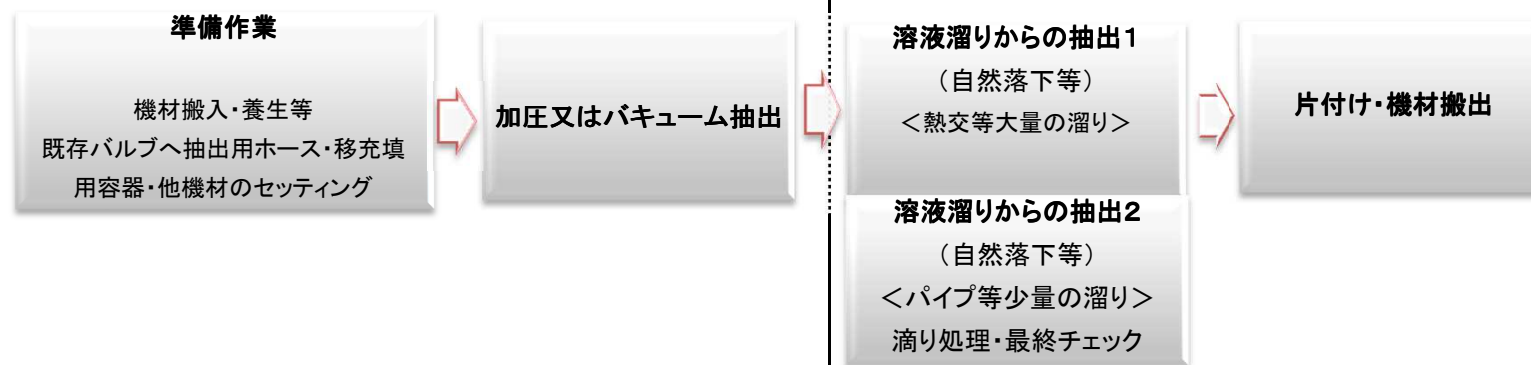 準備作業
機材搬入・養生等
既存バルブへ抽出用ホース・移充填
用容器・他機材のセッティング
加圧又はバキューム抽出
溶液溜りからの抽出1
（自然落下等）
＜熱交等大量の溜り＞
溶液溜りからの抽出2
（自然落下等）
＜パイプ等少量の溜り＞
滴り処理・最終チェック
片付け・機材搬出